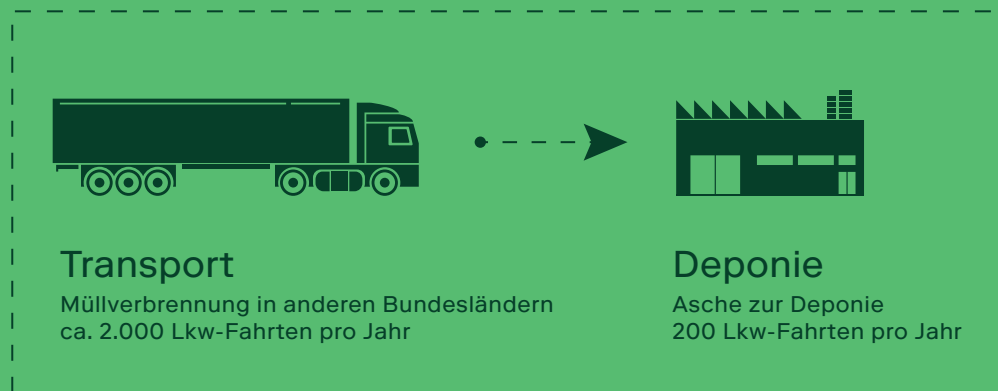 Transport
Müllverbrennung in anderen Bundesländern
ca. 2.000 Lkw-Fahrten pro Jahr
Deponie
Asche zur Deponie
200 Lkw-Fahrten pro Jahr